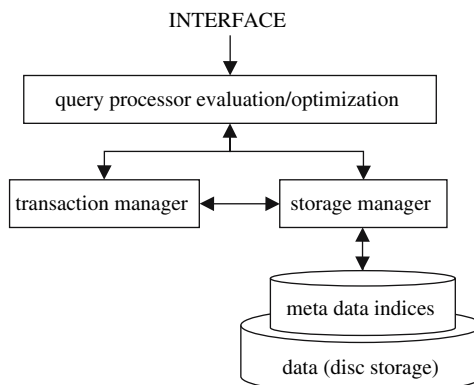 INTERFACE
query processor evaluation/optimization
transaction manager
storage manager
meta data indices
data (disc storage)